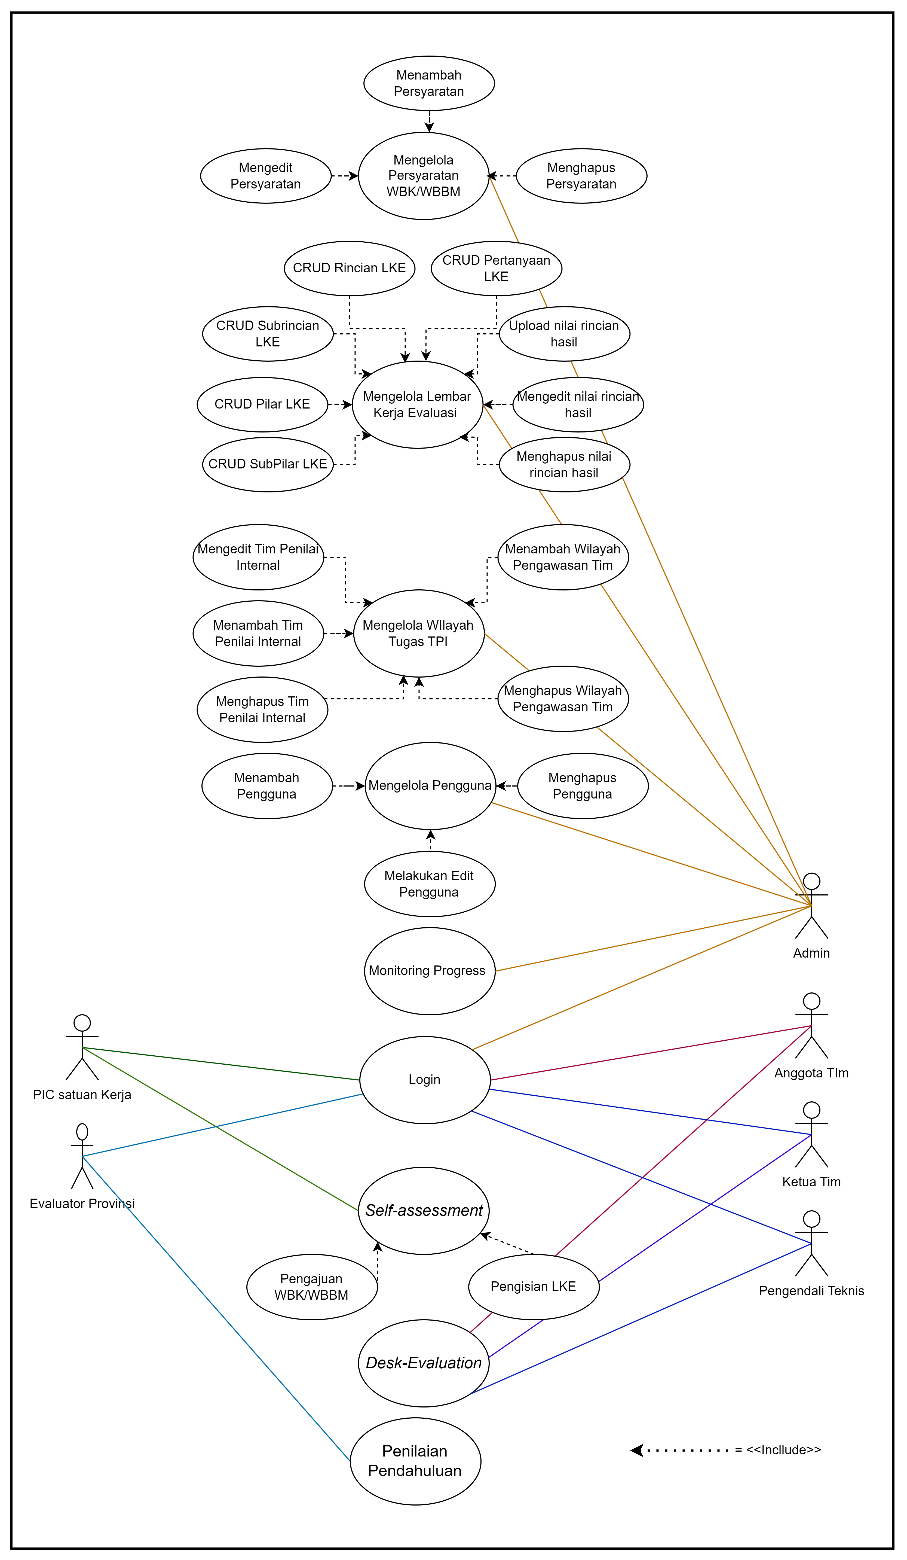 Menambah
Persyaratan
Mengedit
Persyaratan
Mengelola
Persyaratan
WBK/WBBM
Menghapus
Persyaratan
CRUD Rincian LKE
CRUD Pertanyaan
LKE
CRUD Subrincian
LKE
Upload nilai rincian
hasil
CRUD Pilar LKE
Mengelola Lembar
Kerja Evaluasi
Mengedit nilai rincian
hasil
CRUD SubPilar LKE
Menghapus nilai
rincian hasil
Mengedit Tim Penilai
Internal
Menambah Wilayah
Pengawasan Tim
Menambah Tim
Penilai Internal
Mengelola WIlayah
Tugas TPI
Menghapus Tim
Penilai Internal
Menghapus Wilayah
Pengawasan Tim
Menambah
Pengguna
Mengelola Pengguna
Menghapus
Pengguna
Melakukan Edit
Pengguna
Admin
Monitoring Progress
PIC satuan Kerja
Login
Anggota TIm
Evaluator Provinsi
Ketua Tim
Self-assessment
Pengajuan
WBK/WBBM
Pengisian LKE
Pengendali Teknis
Desk-Evaluation
Penilaian
Pendahuluan
= <<Incllude>>